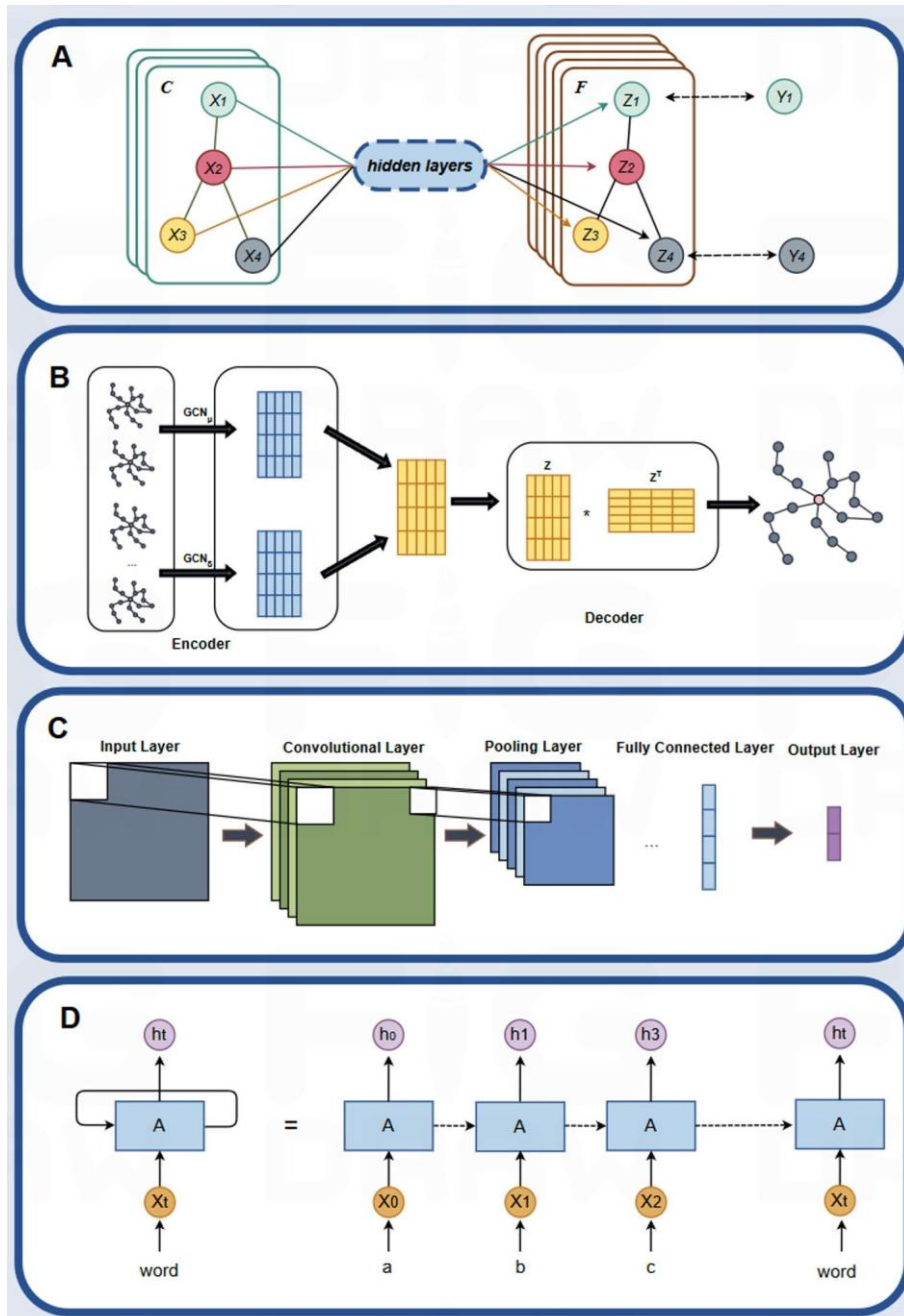 A
C
F
X1
Z1
Y1
X2
hidden layers
Z2
X3
Z3
X4
Z4
Y4
B
GCNμ
Z
ZT
*
...
GCNδ
Encoder
Decoder
C
Input Layer
Convolutional Layer
Pooling Layer
Fully Connected Layer
Output Layer
...
D
ht
h0
h1
h3
ht
A
=
A
A
A
A
Xt
X0
X1
X2
Xt
word
a
b
c
word